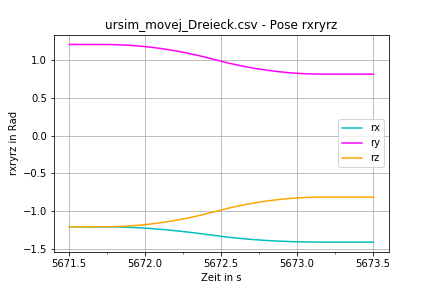 ursim_movej_Dreieck.csv - Pose rxryrz
rxryrz in Rad
1.0
0.5
0.0
−0.5
−1.0
−1.5
rx
ry
rz
5671.5 5672.0 5672.5 5673.0 5673.5
Zeit in s